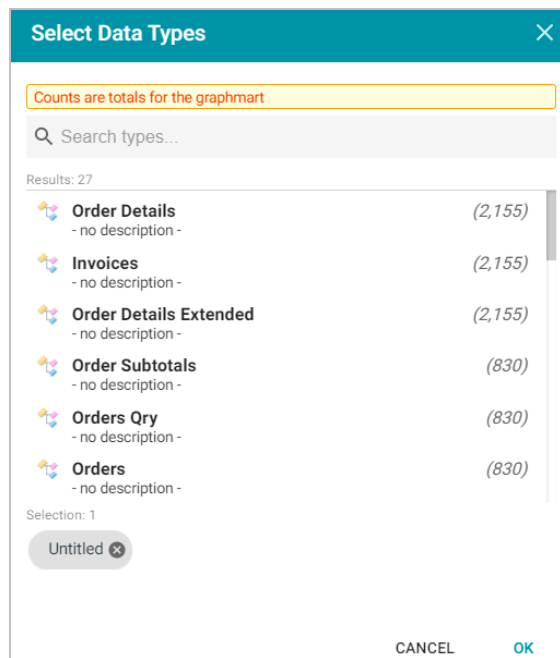 Select Data Types
Counts are totals for the graphmart
Search types...
Results: 27
Order Details (2,155)
- no description -
Invoices (2,155)
- no description -
Order Details Extended (2,155)
- no description -
Order Subtotals (830)
- no description -
Orders Qry (830)
- no description -
Orders (830)
- no description -
Selection: 1
Untitled
CANCEL OK